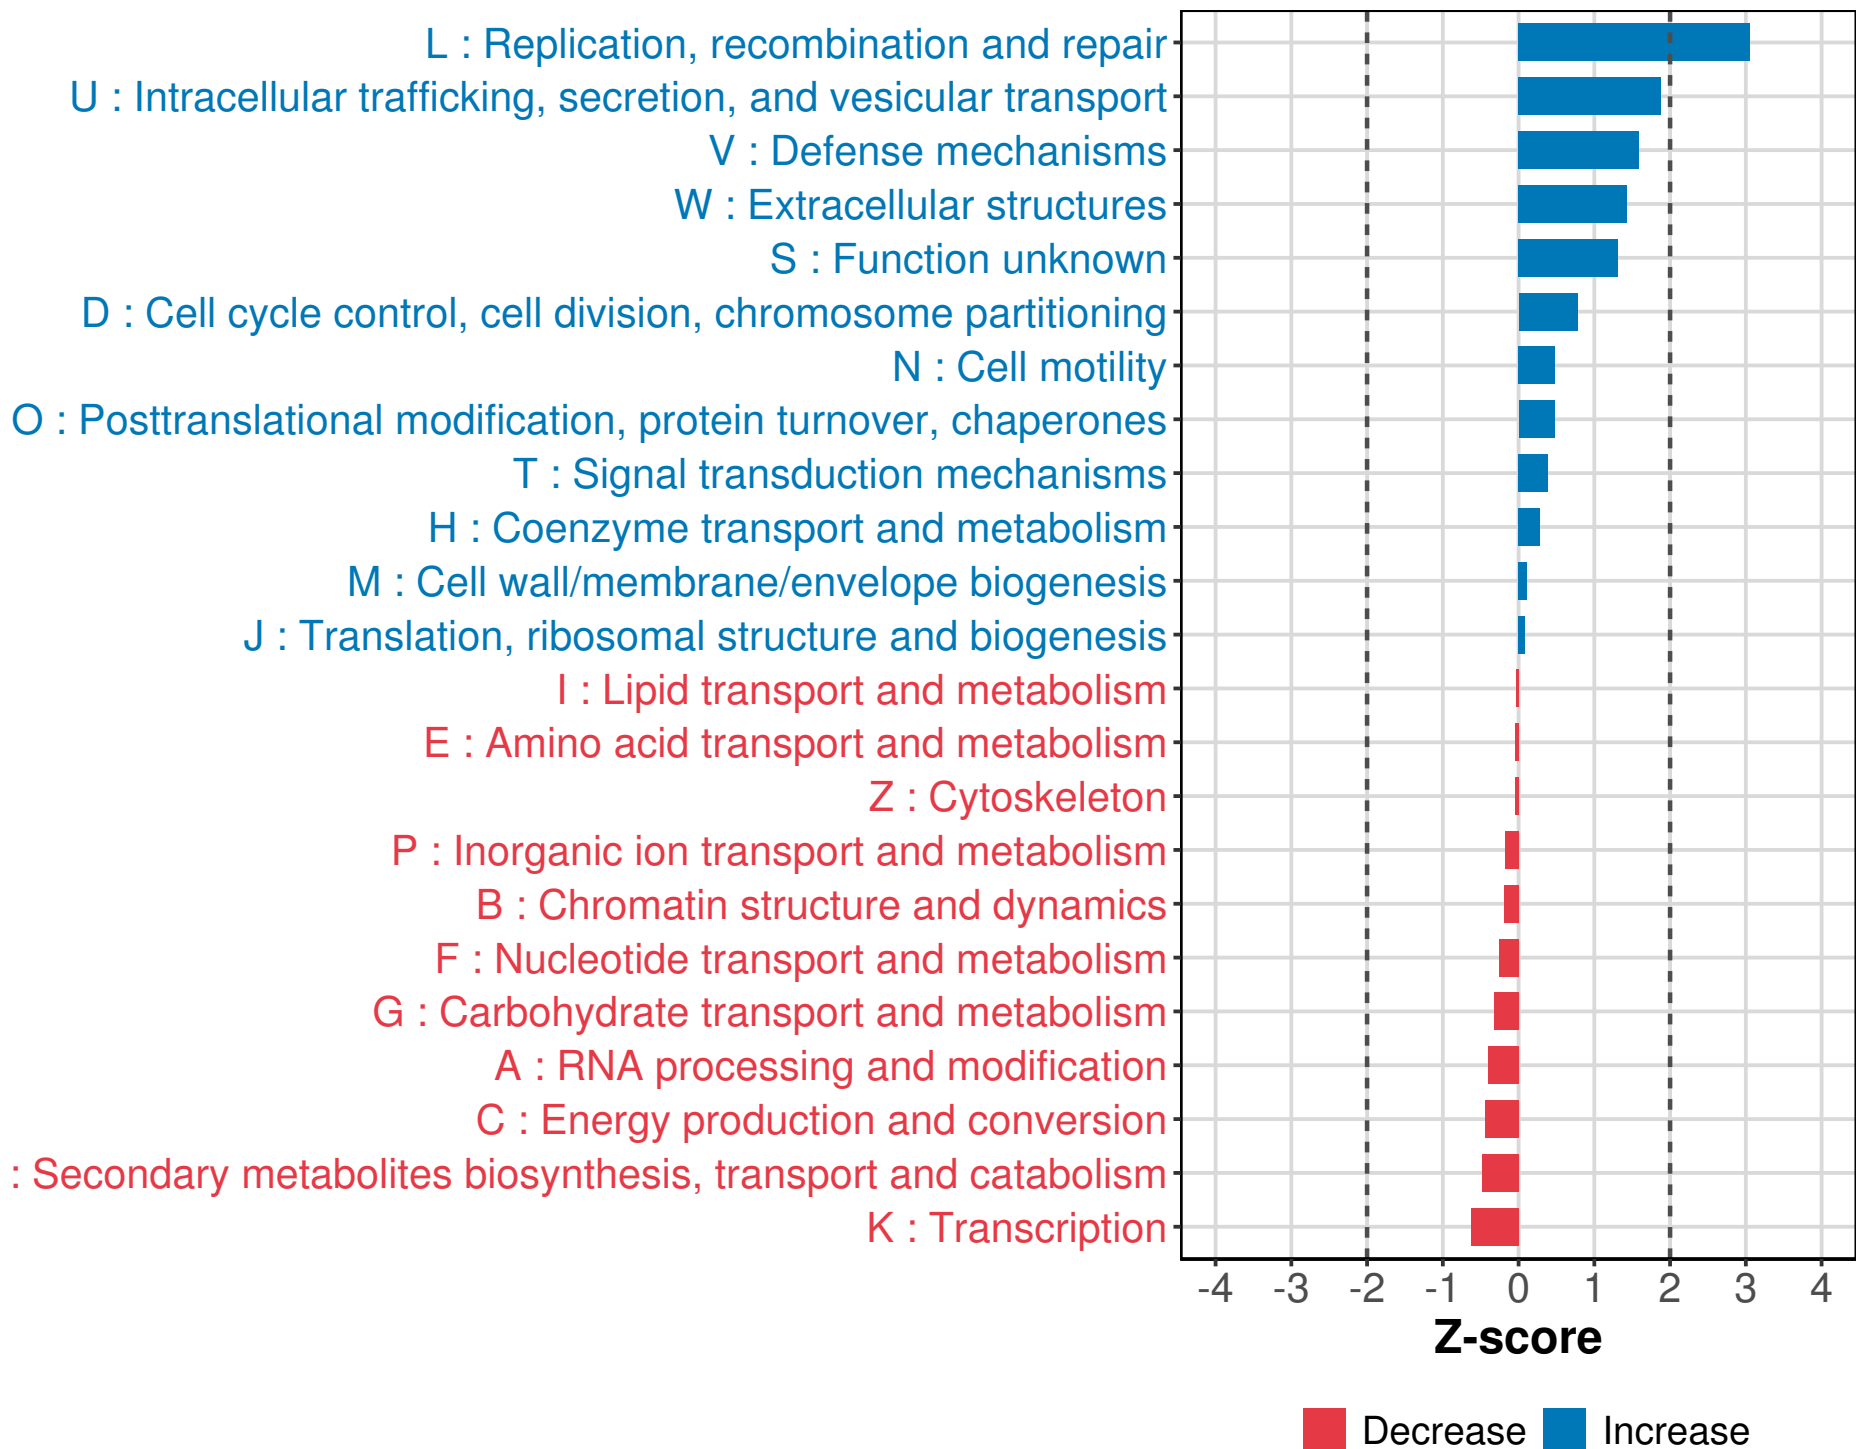 L : Replication, recombination and repair
U : Intracellular trafficking, secretion, and vesicular transport
V : Defense mechanisms
W : Extracellular structures
S : Function unknown
D : Cell cycle control, cell division, chromosome partitioning
N : Cell motility
O : Posttranslational modification, protein turnover, chaperones
T : Signal transduction mechanisms
H : Coenzyme transport and metabolism
M : Cell wall/membrane/envelope biogenesis
J : Translation, ribosomal structure and biogenesis
I : Lipid transport and metabolism
E : Amino acid transport and metabolism
Z : Cytoskeleton
P : Inorganic ion transport and metabolism
B : Chromatin structure and dynamics
F : Nucleotide transport and metabolism
G : Carbohydrate transport and metabolism
A : RNA processing and modification
C : Energy production and conversion
: Secondary metabolites biosynthesis, transport and catabolism
K : Transcription
-4 -3 -2 -1 0 1 2 3 4
Z-score
Decrease Increase